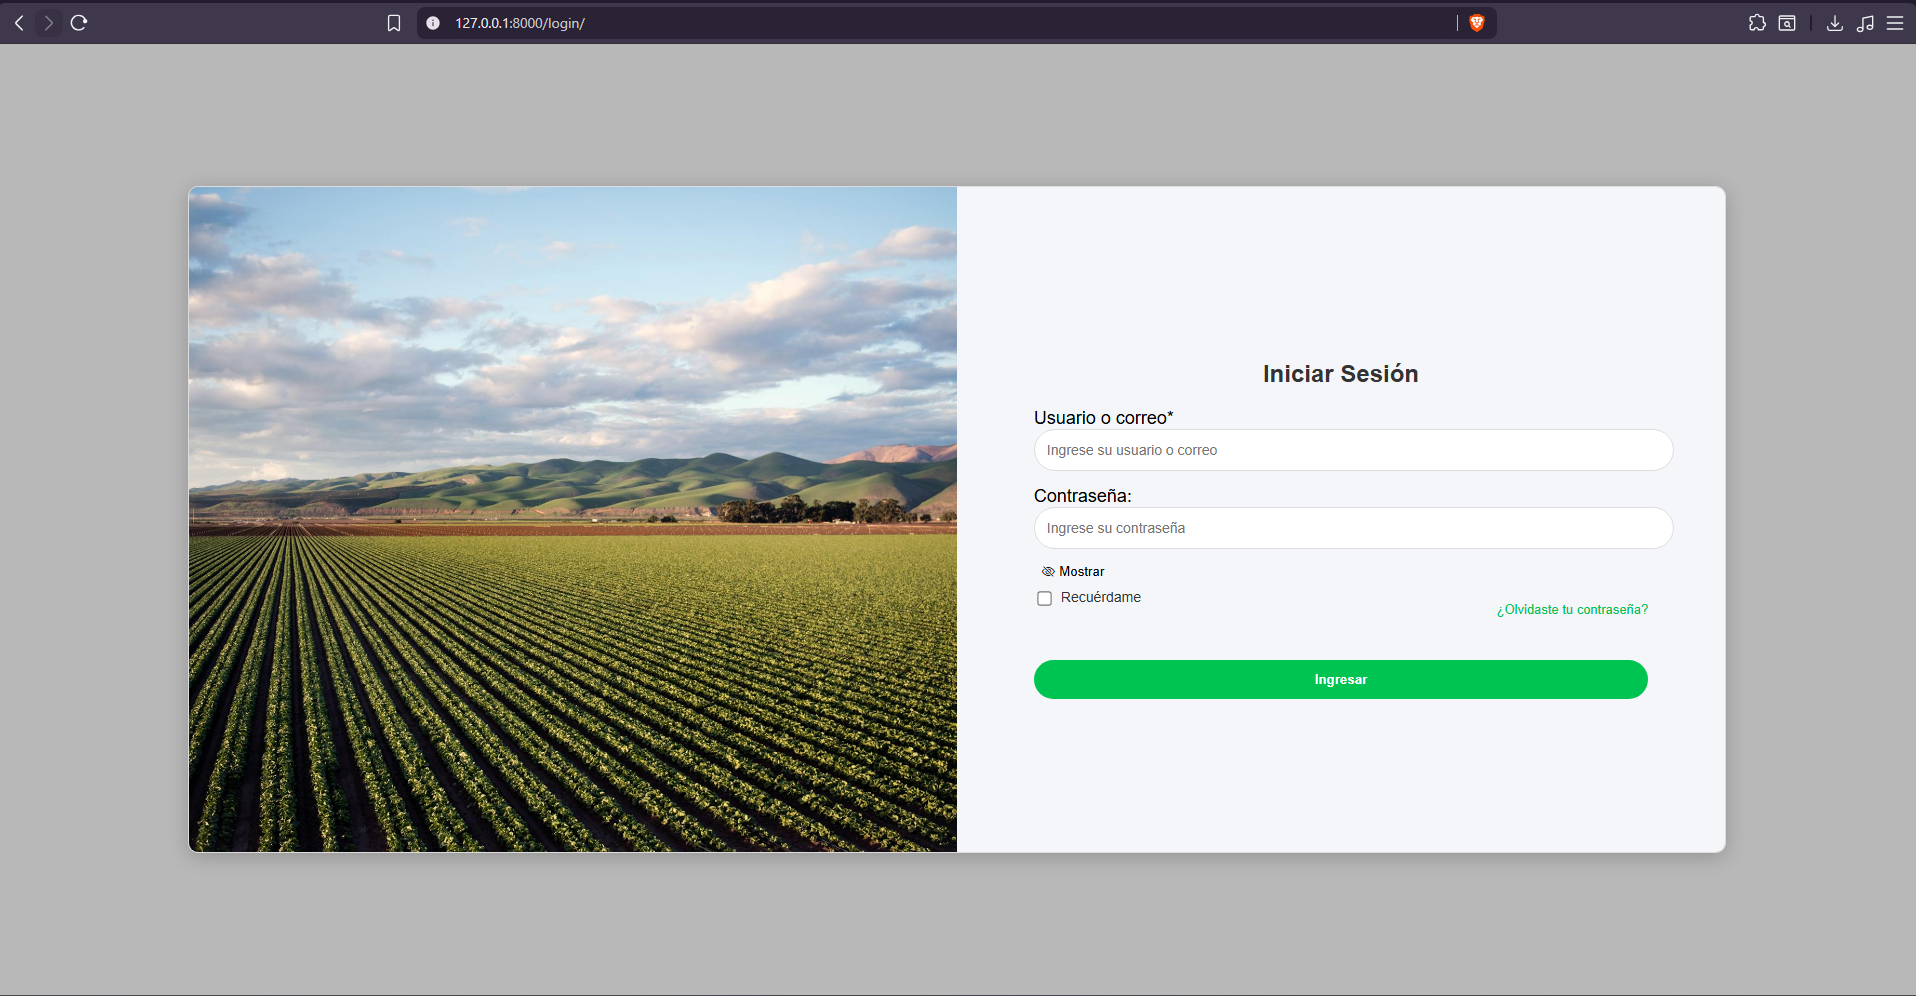 127.0.0.1:8000/login/
Iniciar Sesión
Usuario o correo*
Ingrese su usuario o correo
Contraseña:
Ingrese su contraseña
Mostrar
Recuérdame
¿Olvidaste tu contraseña?
Ingresar